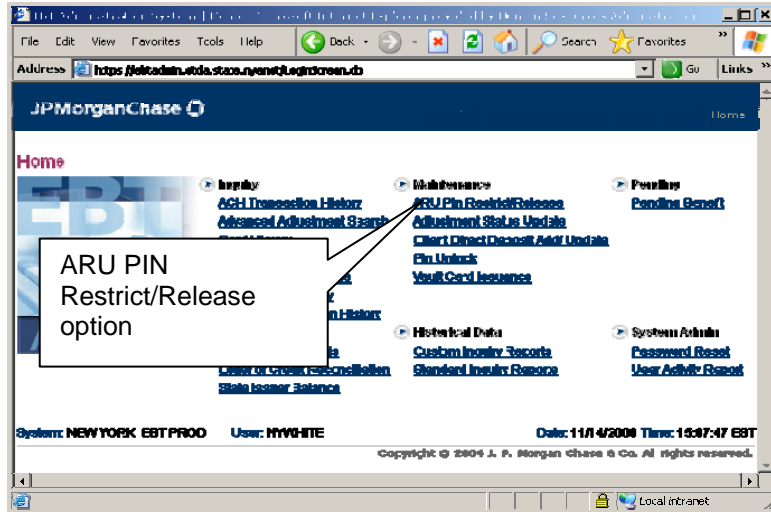 File Edit View Favorites Tools Help Back Search Favorites »
Address Go Links »
JPMorganChase Home
Home
Inquiry
ACH Transaction History
Advanced Adjustment Search
Maintenance
ARU Pin Restrict/Release
Adjustment Status Update
Client Direct Deposit Add/Update
Pin Unlock
Vault Card Issuance
Pending
Pending Benefit
EBT
ARU PIN
Restrict/Release
option
n History
Historical Data
Custom Inquiry Reports
Standard Inquiry Reports
System Admin
Password Reset
User Activity Report
Letter of Credit Reconciliation
State Issuer Balance
System: NEW YORK EBT PROD User: Date: Time: 15:07:47 EST
Copyright © 2004 J. P. Morgan Chase & Co. All rights reserved.
Local intranet